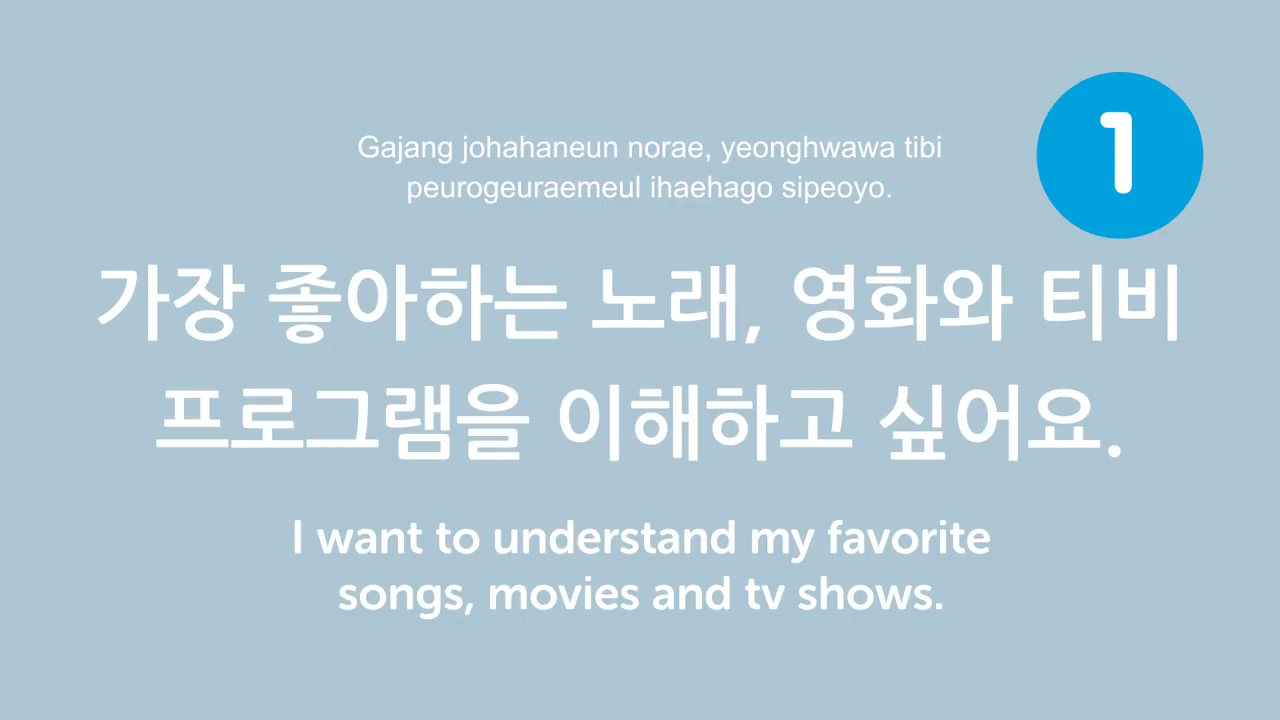 1
Gajang johahaneun norae, yeonghwawa tibi
peurogeuraemeul ihaehago sipeoyo.
가장 좋아하는 노래, 영화와 티비
프로그램을 이해하고 싶어요.
I want to understand my favorite
songs, movies and tv shows.